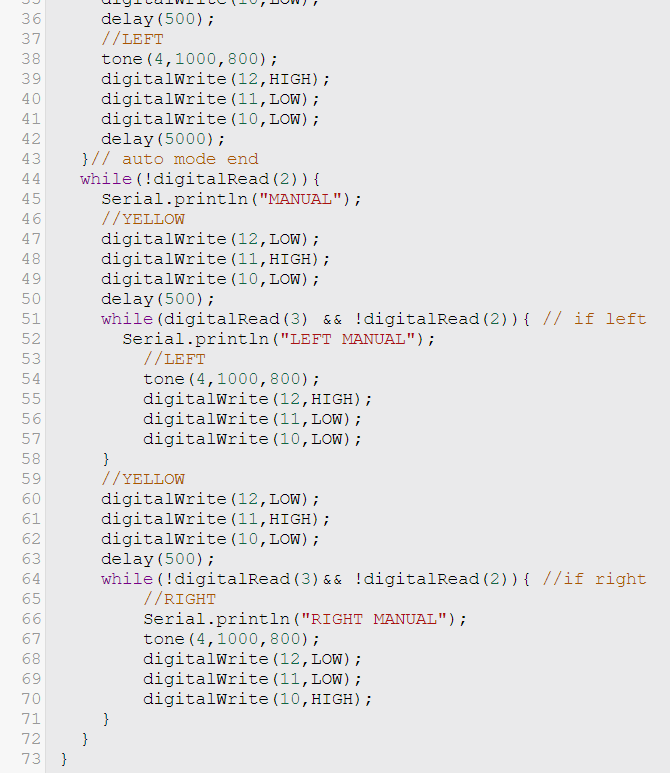 35 digitalWrite(10,LOW);
36 delay(500);
37 //LEFT
38 tone(4,1000,800);
39 digitalWrite(12,HIGH);
40 digitalWrite(11,LOW);
41 digitalWrite(10,LOW);
42 delay(5000);
43 }// auto mode end
44 while(!digitalRead(2)){
45 Serial.println("MANUAL");
46 //YELLOW
47 digitalWrite(12,LOW);
48 digitalWrite(11,HIGH);
49 digitalWrite(10,LOW);
50 delay(500);
51 while(digitalRead(3) && !digitalRead(2)){ // if left
52 Serial.println("LEFT MANUAL");
53 //LEFT
54 tone(4,1000,800);
55 digitalWrite(12,HIGH);
56 digitalWrite(11,LOW);
57 digitalWrite(10,LOW);
58 }
59 //YELLOW
60 digitalWrite(12,LOW);
61 digitalWrite(11,HIGH);
62 digitalWrite(10,LOW);
63 delay(500);
64 while(!digitalRead(3)&& !digitalRead(2)){ //if right
65 //RIGHT
66 Serial.println("RIGHT MANUAL");
67 tone(4,1000,800);
68 digitalWrite(12,LOW);
69 digitalWrite(11,LOW);
70 digitalWrite(10,HIGH);
71 }
72 }
73 }